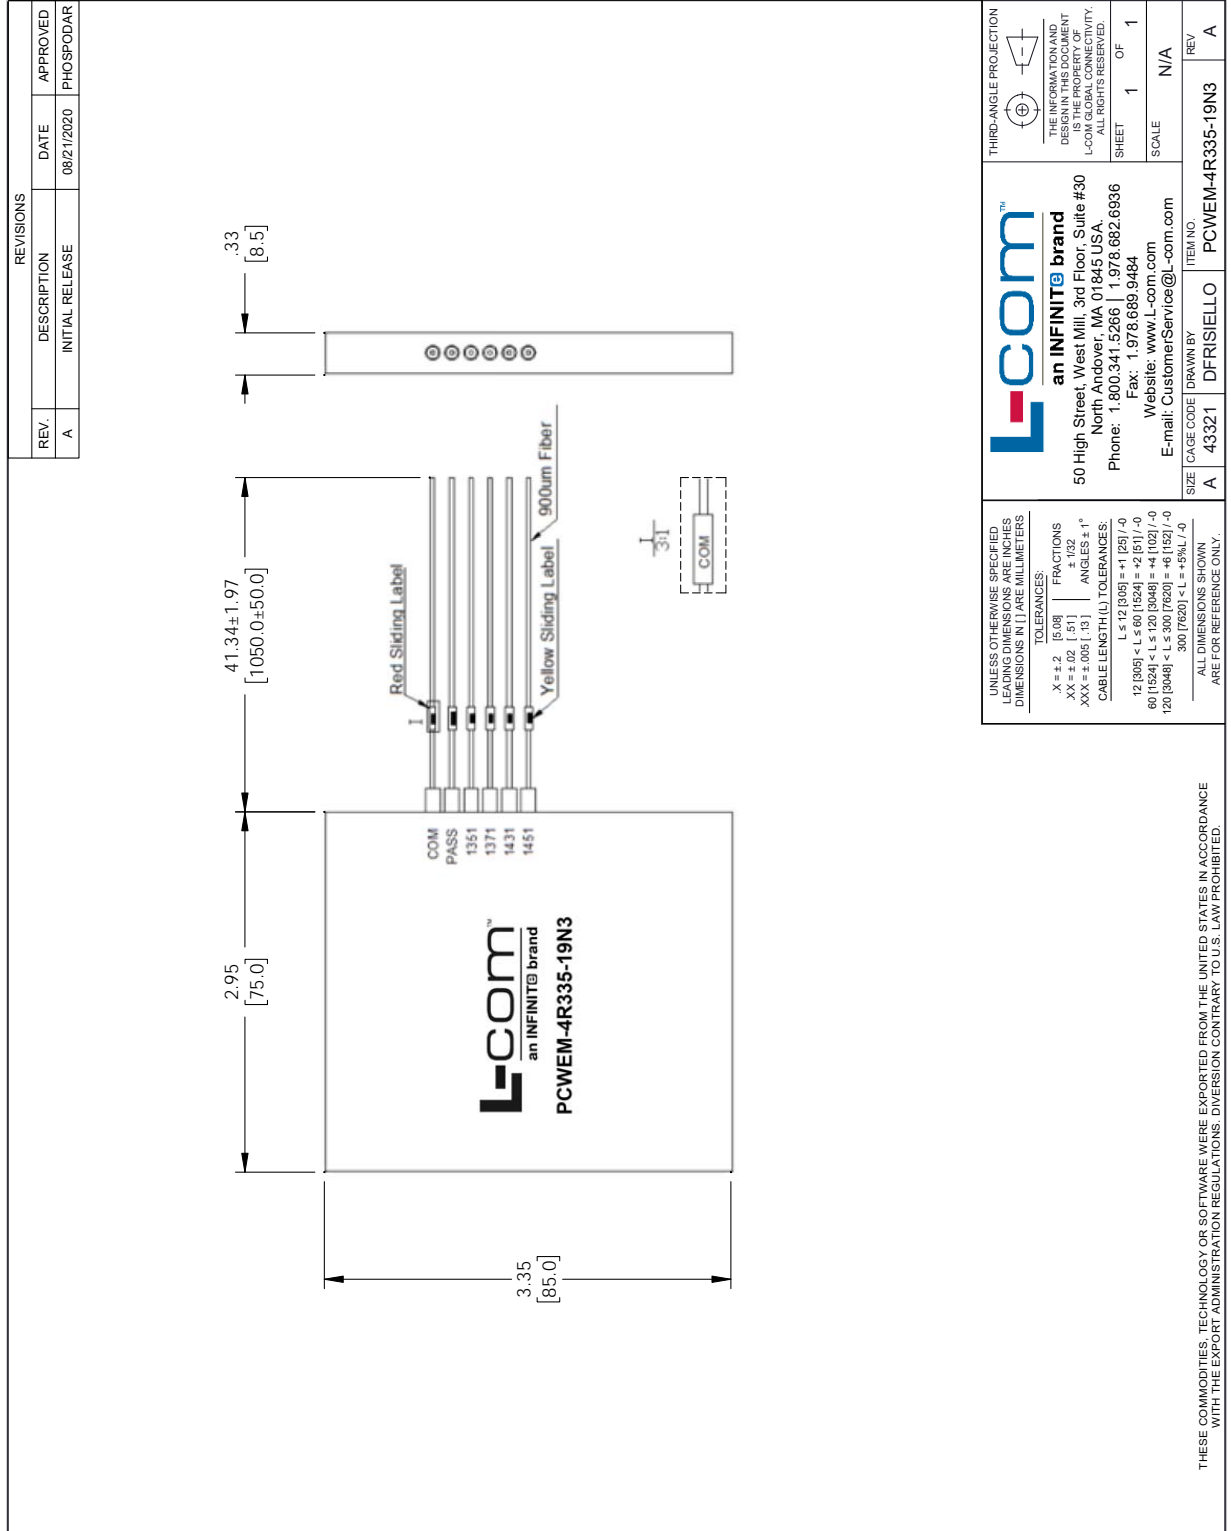 REVISIONS
REV. DESCRIPTION DATE APPROVED
A INITIAL RELEASE 08/21/2020 PHOSPODAR
2.95
[75.0]
41.34±1.97
[1050.0±50.0]
.33
[8.5]
3.35
[85.0]
Red Sliding Label
I
COM
PASS
1351
1371
1431
1451
Yellow Sliding Label
900um Fiber
L-com™
an INFINIT@ brand
PCWEM-4R335-19N3
I
3:1
COM
UNLESS OTHERWISE SPECIFIED
LEADING DIMENSIONS ARE INCHES
DIMENSIONS IN [ ] ARE MILLIMETERS
TOLERANCES:
.X = ± .2 [5.08] FRACTIONS
.XX = ± .02 [ .51] ± 1/32
.XXX = ± .005 [ .13] ANGLES ± 1°
CABLE LENGTH (L) TOLERANCES:
L ≤ 12 [305] = +1 [25] / -0
12 [305] < L ≤ 60 [1524] = +2 [51] / -0
60 [1524] < L ≤ 120 [3048] = +4 [102] / -0
120 [3048] < L ≤ 300 [7620] = +6 [152] / -0
300 [7620] < L = +5%L / -0
ALL DIMENSIONS SHOWN
ARE FOR REFERENCE ONLY.
L-com™
an INFINIT@ brand
50 High Street, West Mill, 3rd Floor, Suite #30
North Andover, MA 01845 USA.
Phone: 1.800.341.5266 | 1.978.682.6936
Fax: 1.978.689.9484
Website: www.L-com.com
E-mail: CustomerService@L-com.com
THIRD-ANGLE PROJECTION
THE INFORMATION AND
DESIGN IN THIS DOCUMENT
IS THE PROPERTY OF
L-COM GLOBAL CONNECTIVITY.
ALL RIGHTS RESERVED.
SHEET 1 OF 1
SCALE N/A
SIZE A
CAGE CODE 43321
DRAWN BY DFRISIELLO
ITEM NO. PCWEM-4R335-19N3
REV A
THESE COMMODITIES, TECHNOLOGY OR SOFTWARE WERE EXPORTED FROM THE UNITED STATES IN ACCORDANCE
WITH THE EXPORT ADMINISTRATION REGULATIONS. DIVERSION CONTRARY TO U.S. LAW PROHIBITED.